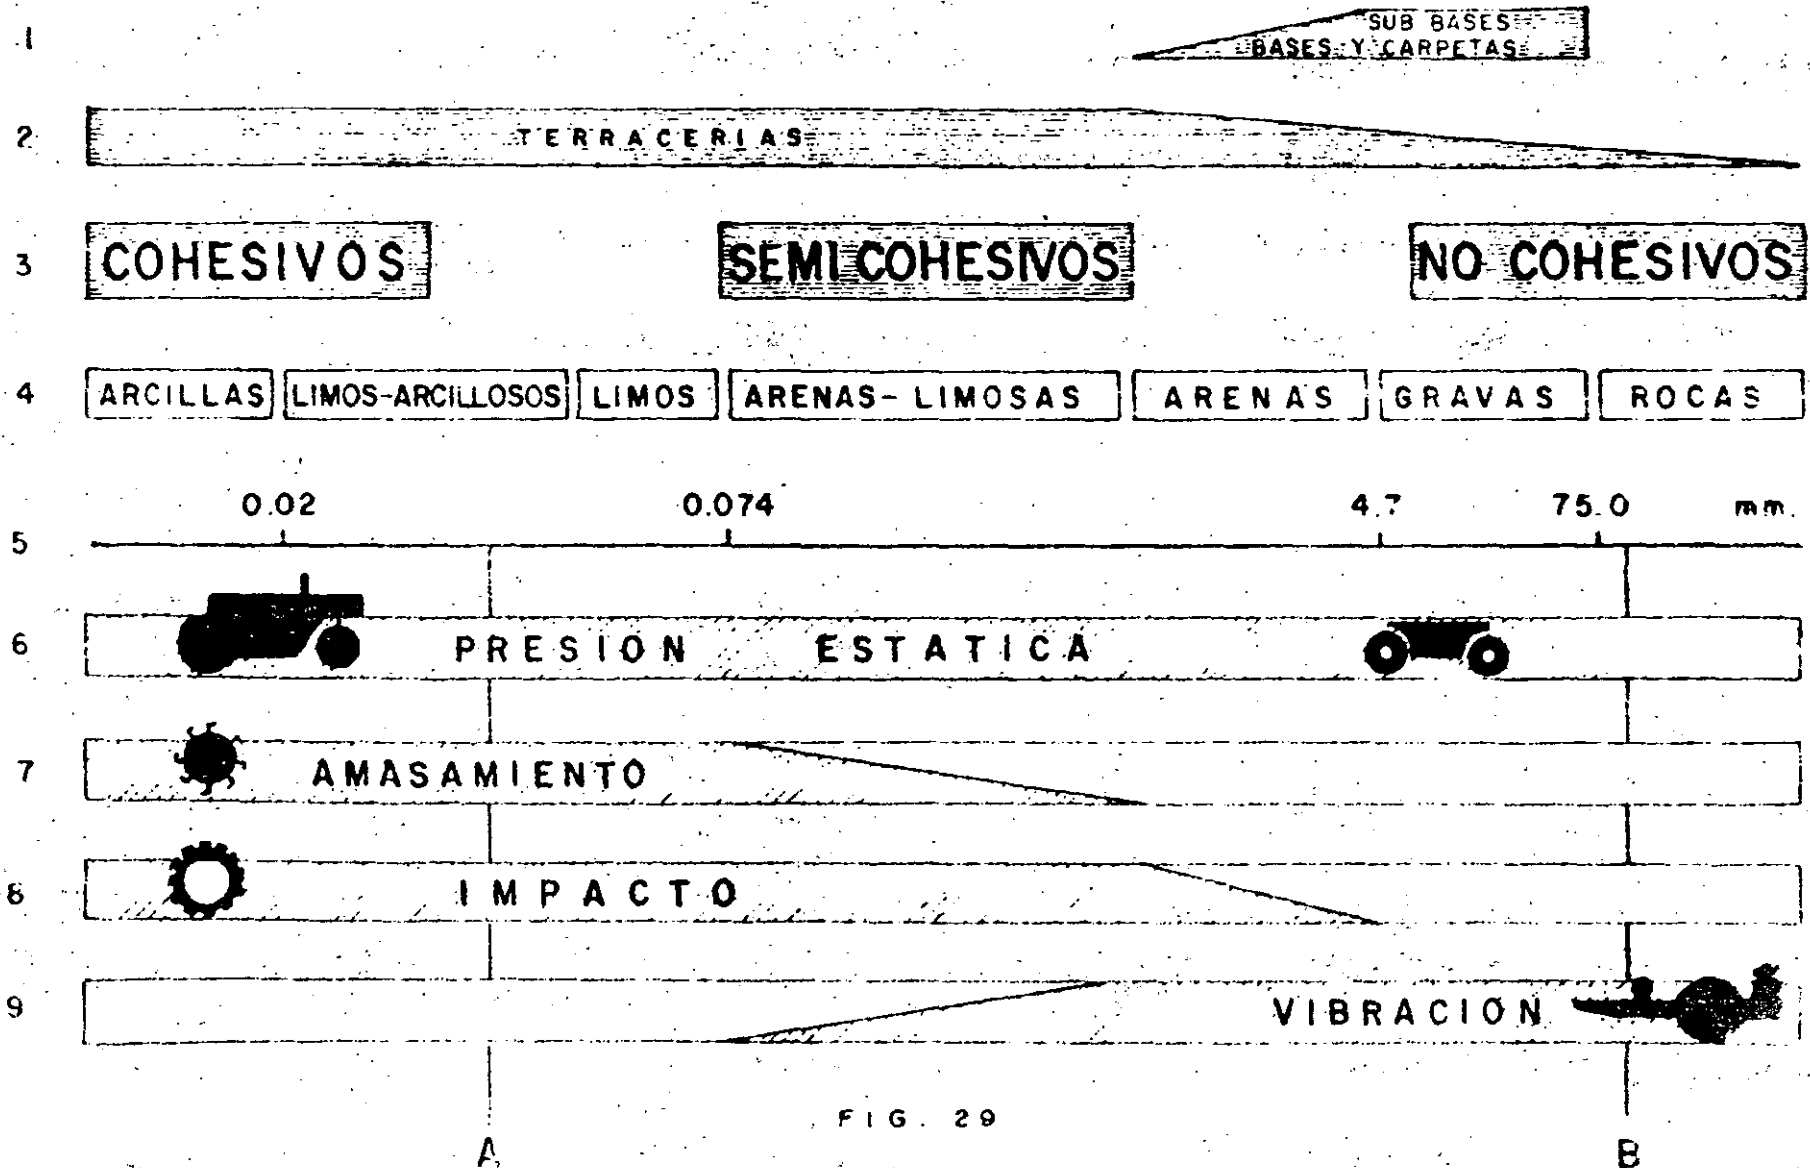 1
SUB BASES
BASES Y CARPETAS
2
TERRACERIAS
3
COHESIVOS
SEMI COHESIVOS
NO COHESIVOS
4
ARCILLAS
LIMOS-ARCILLOSOS
LIMOS
ARENAS-LIMOSAS
ARENAS
GRAVAS
ROCAS
0.02
0.074
4.7
75.0
mm.
5
6
PRESION ESTATICA
7
AMASAMIENTO
8
IMPACTO
9
VIBRACION
FIG. 29
A
B